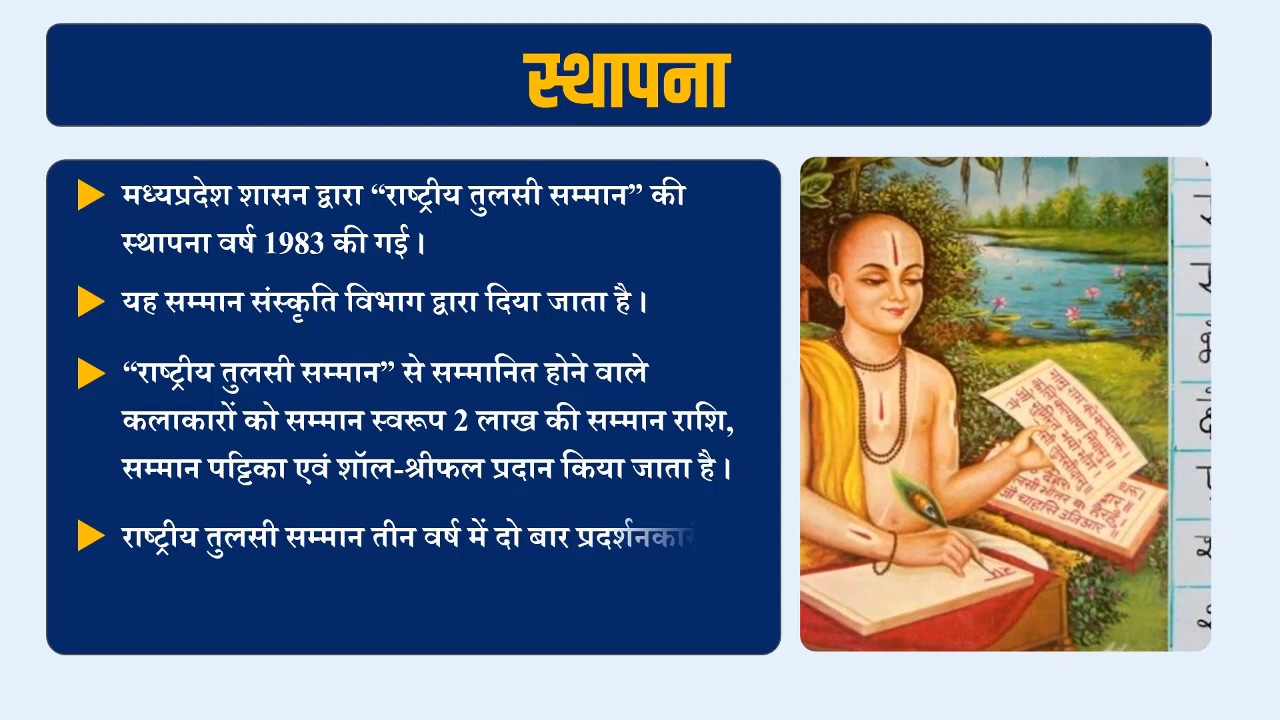 स्थापना
मध्यप्रदेश शासन द्वारा “राष्ट्रीय तुलसी सम्मान” की
स्थापना वर्ष 1983 की गई।
यह सम्मान संस्कृति विभाग द्वारा दिया जाता है।
“राष्ट्रीय तुलसी सम्मान” से सम्मानित होने वाले
कलाकारों को सम्मान स्वरूप 2 लाख की सम्मान राशि,
सम्मान पट्टिका एवं शॉल-श्रीफल प्रदान किया जाता है।
राष्ट्रीय तुलसी सम्मान तीन वर्ष में दो बार